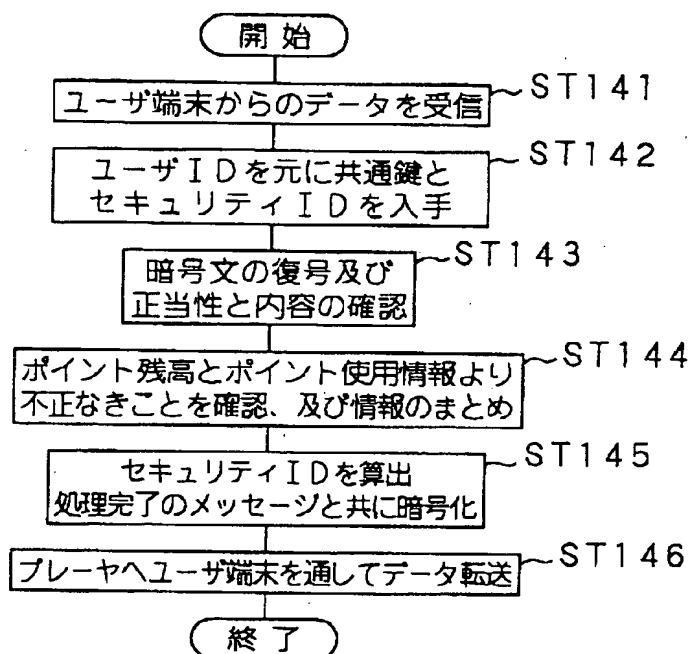 開始
ユーザ端末からのデータを受信
ST141
ユーザIDを元に共通鍵と
セキュリティIDを入手
ST142
暗号文の復号及び
正当性と内容の確認
ST143
ポイント残高とポイント使用情報より
不正なきことを確認、及び情報のまとめ
ST144
セキュリティIDを算出
処理完了のメッセージと共に暗号化
ST145
プレーヤへユーザ端末を通してデータ転送
ST146
終了